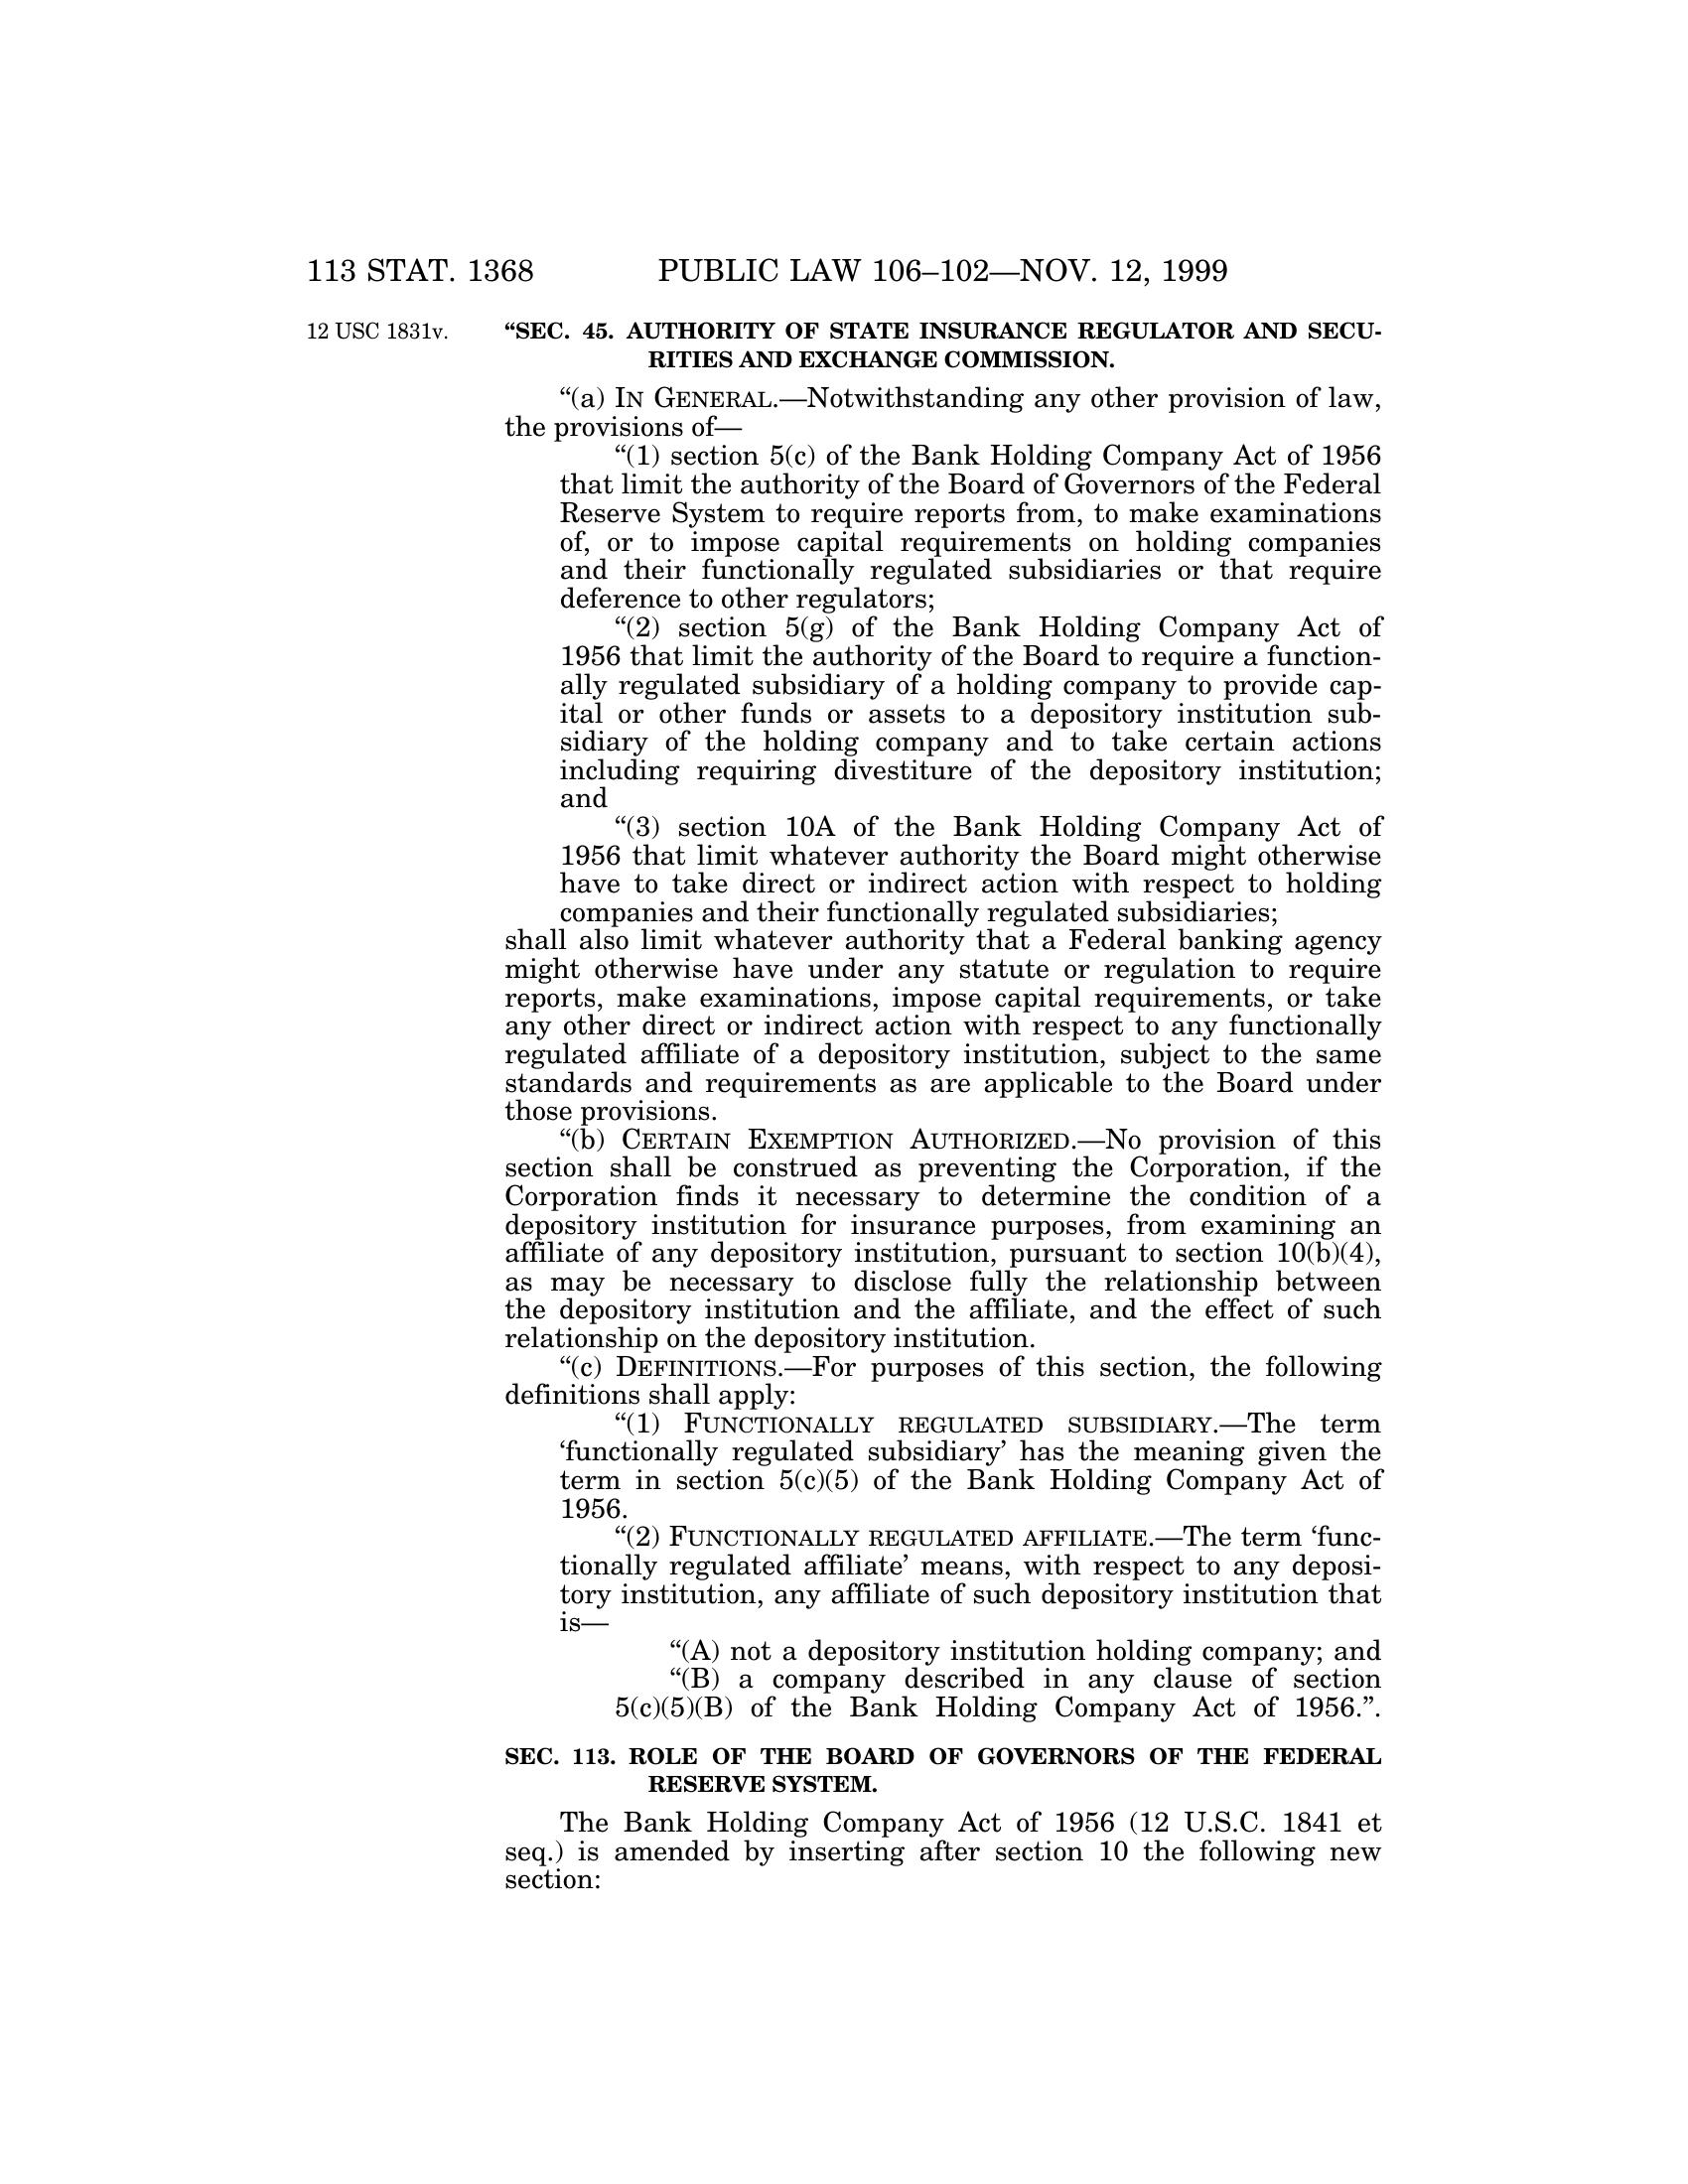 113 STAT. 1368 PUBLIC LAW 106–102—NOV. 12, 1999
12 USC 1831v.
“SEC. 45. AUTHORITY OF STATE INSURANCE REGULATOR AND SECU-
RITIES AND EXCHANGE COMMISSION.
“(a) IN GENERAL.—Notwithstanding any other provision of law,
the provisions of—
“(1) section 5(c) of the Bank Holding Company Act of 1956
that limit the authority of the Board of Governors of the Federal
Reserve System to require reports from, to make examinations
of, or to impose capital requirements on holding companies
and their functionally regulated subsidiaries or that require
deference to other regulators;
“(2) section 5(g) of the Bank Holding Company Act of
1956 that limit the authority of the Board to require a function-
ally regulated subsidiary of a holding company to provide cap-
ital or other funds or assets to a depository institution sub-
sidiary of the holding company and to take certain actions
including requiring divestiture of the depository institution;
and
“(3) section 10A of the Bank Holding Company Act of
1956 that limit whatever authority the Board might otherwise
have to take direct or indirect action with respect to holding
companies and their functionally regulated subsidiaries;
shall also limit whatever authority that a Federal banking agency
might otherwise have under any statute or regulation to require
reports, make examinations, impose capital requirements, or take
any other direct or indirect action with respect to any functionally
regulated affiliate of a depository institution, subject to the same
standards and requirements as are applicable to the Board under
those provisions.
“(b) CERTAIN EXEMPTION AUTHORIZED.—No provision of this
section shall be construed as preventing the Corporation, if the
Corporation finds it necessary to determine the condition of a
depository institution for insurance purposes, from examining an
affiliate of any depository institution, pursuant to section 10(b)(4),
as may be necessary to disclose fully the relationship between
the depository institution and the affiliate, and the effect of such
relationship on the depository institution.
“(c) DEFINITIONS.—For purposes of this section, the following
definitions shall apply:
“(1) FUNCTIONALLY REGULATED SUBSIDIARY.—The term
‘functionally regulated subsidiary’ has the meaning given the
term in section 5(c)(5) of the Bank Holding Company Act of
1956.
“(2) FUNCTIONALLY REGULATED AFFILIATE.—The term ‘func-
tionally regulated affiliate’ means, with respect to any deposi-
tory institution, any affiliate of such depository institution that
is—
“(A) not a depository institution holding company; and
“(B) a company described in any clause of section
5(c)(5)(B) of the Bank Holding Company Act of 1956.”.
SEC. 113. ROLE OF THE BOARD OF GOVERNORS OF THE FEDERAL
RESERVE SYSTEM.
The Bank Holding Company Act of 1956 (12 U.S.C. 1841 et
seq.) is amended by inserting after section 10 the following new
section: